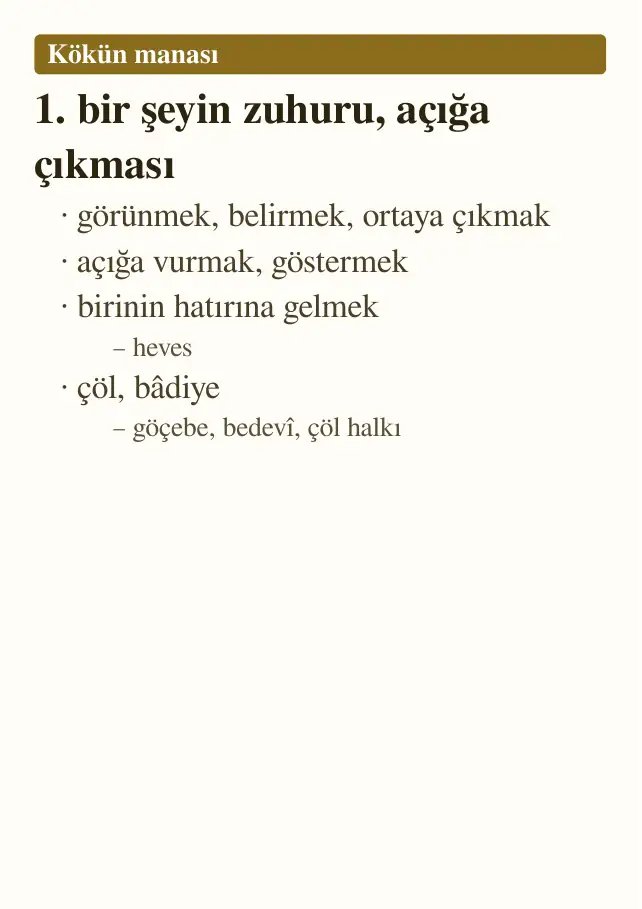 Kökün manası
1. bir şeyin zuhuru, açığa
çıkması
· görünmek, belirmek, ortaya çıkmak
· açığa vurmak, göstermek
· birinin hatırına gelmek
– heves
· çöl, bâdiye
– göçebe, bedevî, çöl halkı